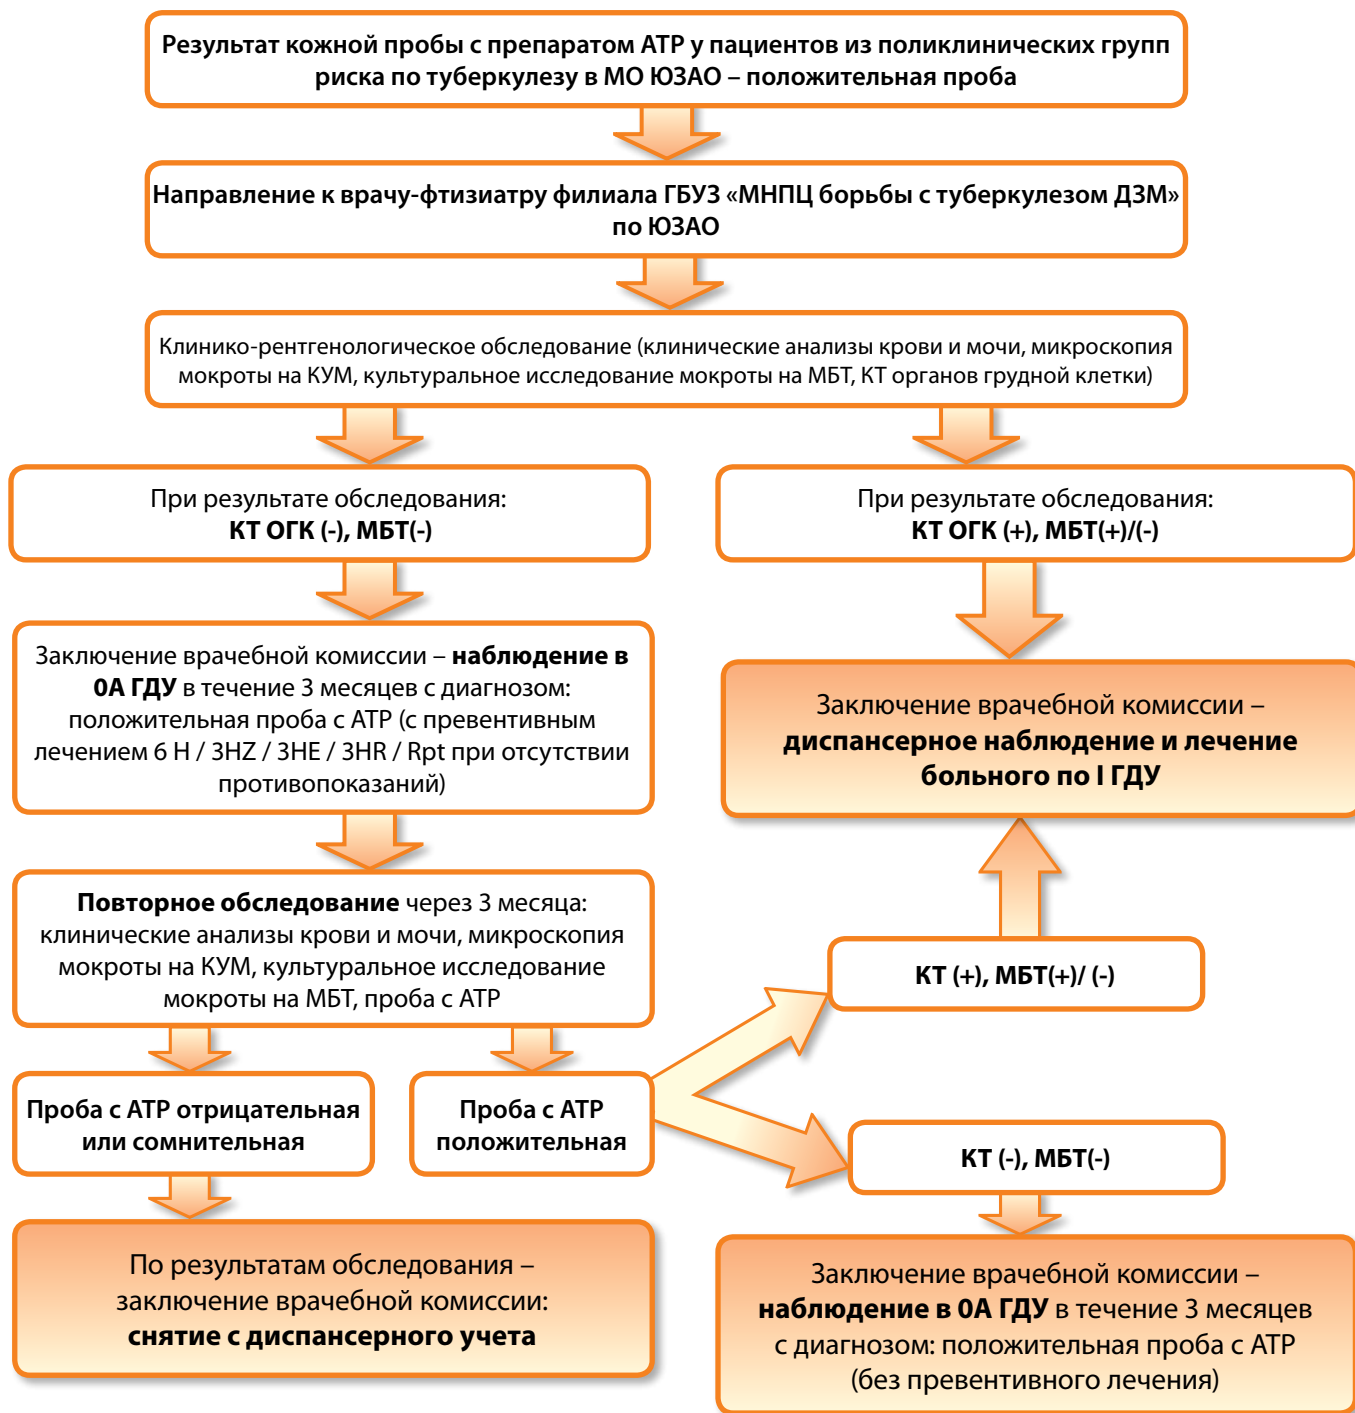 Результат кожной пробы с препаратом АТР у пациентов из поликлинических групп
риска по туберкулезу в МО ЮЗАО – положительная проба
Направление к врачу-фтизиатру филиала ГБУЗ «МНПЦ борьбы с туберкулезом ДЗМ»
по ЮЗАО
Клинико-рентгенологическое обследование (клинические анализы крови и мочи, микроскопия
мокроты на КУМ, культуральное исследование мокроты на МБТ, КТ органов грудной клетки)
При результате обследования:
КТ ОГК (-), МБТ(-)
При результате обследования:
КТ ОГК (+), МБТ(+)/(-)
Заключение врачебной комиссии – наблюдение в
0А ГДУ в течение 3 месяцев с диагнозом:
положительная проба с АТР (с превентивным
лечением 6 H / 3HZ / 3HE / 3HR / Rpt при отсутствии
противопоказаний)
Заключение врачебной комиссии –
диспансерное наблюдение и лечение
больного по I ГДУ
Повторное обследование через 3 месяца:
клинические анализы крови и мочи, микроскопия
мокроты на КУМ, культуральное исследование
мокроты на МБТ, проба с АТР
КТ (+), МБТ(+)/ (-)
Проба с АТР отрицательная
или сомнительная
Проба с АТР
положительная
КТ (-), МБТ(-)
По результатам обследования –
заключение врачебной комиссии:
снятие с диспансерного учета
Заключение врачебной комиссии –
наблюдение в 0А ГДУ в течение 3 месяцев
с диагнозом: положительная проба с АТР
(без превентивного лечения)